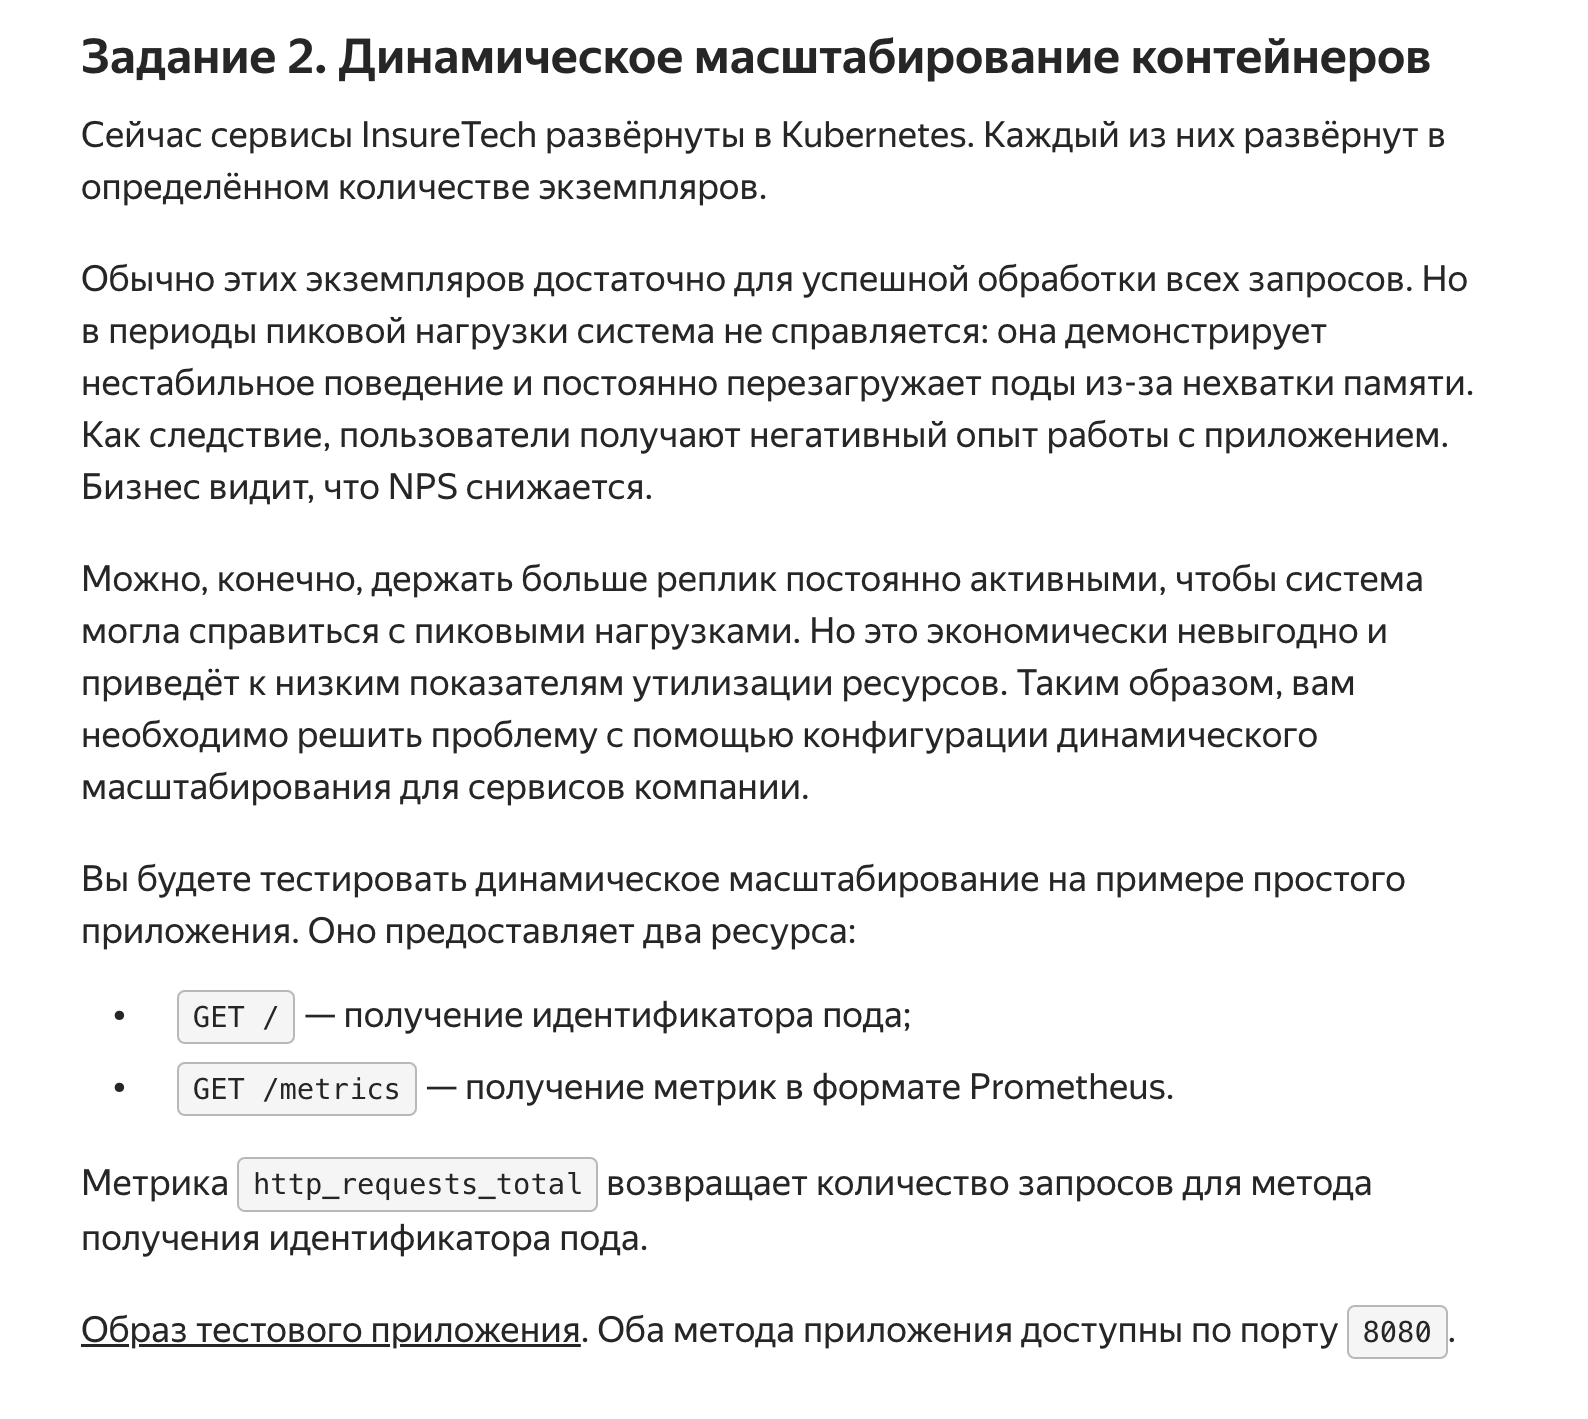 Задание 2. Динамическое масштабирование контейнеров
Сейчас сервисы InsureTech развёрнуты в Kubernetes. Каждый из них развёрнут в
определённом количестве экземпляров.
Обычно этих экземпляров достаточно для успешной обработки всех запросов. Но
в периоды пиковой нагрузки система не справляется: она демонстрирует
нестабильное поведение и постоянно перезагружает поды из-за нехватки памяти.
Как следствие, пользователи получают негативный опыт работы с приложением.
Бизнес видит, что NPS снижается.
Можно, конечно, держать больше реплик постоянно активными, чтобы система
могла справиться с пиковыми нагрузками. Но это экономически невыгодно и
приведёт к низким показателям утилизации ресурсов. Таким образом, вам
необходимо решить проблему с помощью конфигурации динамического
масштабирования для сервисов компании.
Вы будете тестировать динамическое масштабирование на примере простого
приложения. Оно предоставляет два ресурса:
• GET / — получение идентификатора пода;
• GET /metrics — получение метрик в формате Prometheus.
Метрика http_requests_total возвращает количество запросов для метода
получения идентификатора пода.
Образ тестового приложения. Оба метода приложения доступны по порту 8080.